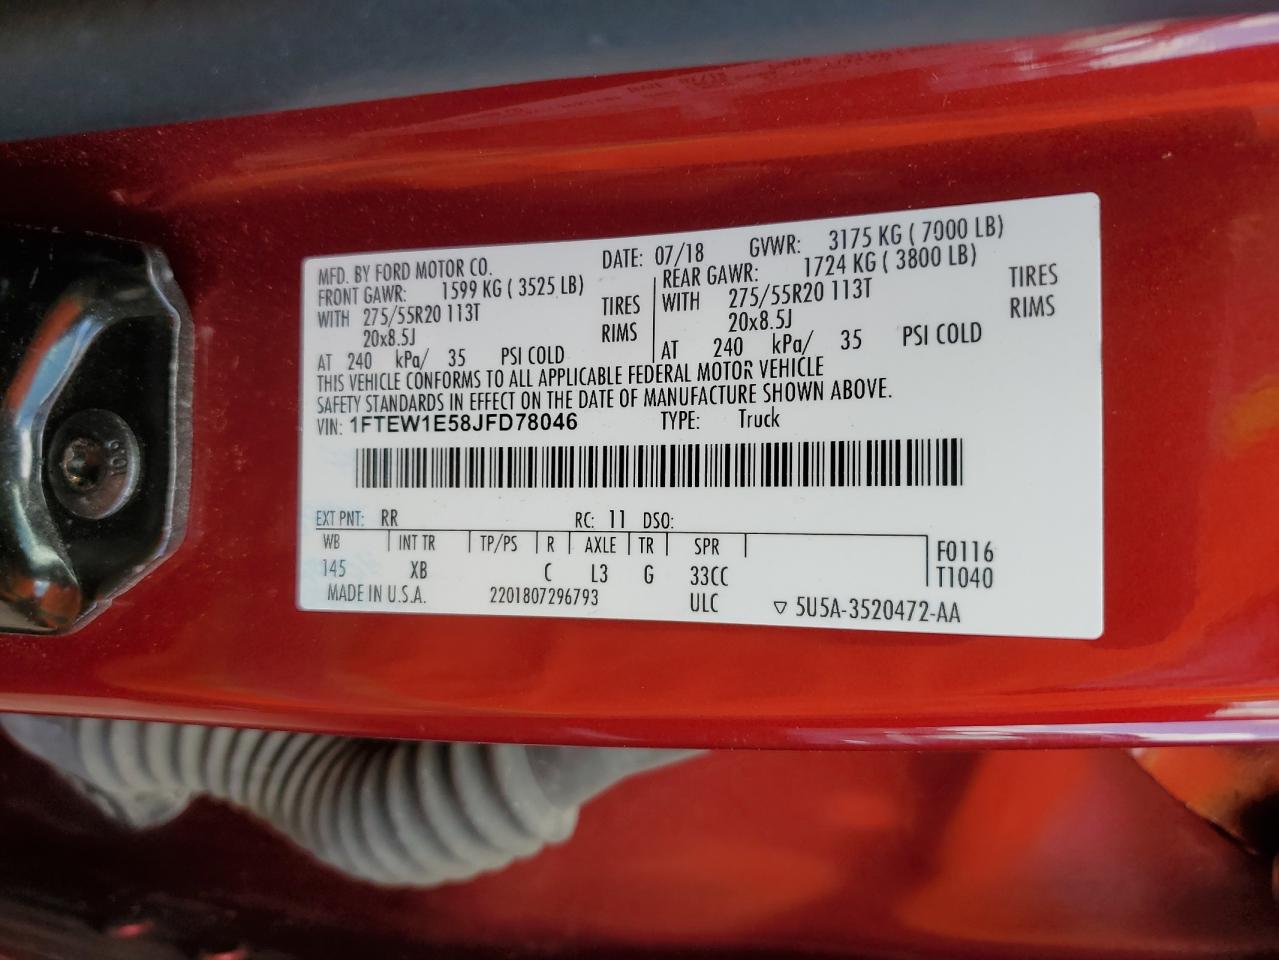 MFD. BY FORD MOTOR CO. DATE: 07/18 GVWR: 3175 KG ( 7000 LB)
FRONT GAWR: 1599 KG ( 3525 LB) REAR GAWR: 1724 KG ( 3800 LB)
WITH 275/55R20 113T TIRES WITH 275/55R20 113T TIRES
20x8.5J RIMS 20x8.5J RIMS
AT 240 kPa/ 35 PSI COLD AT 240 kPa/ 35 PSI COLD
THIS VEHICLE CONFORMS TO ALL APPLICABLE FEDERAL MOTOR VEHICLE
SAFETY STANDARDS IN EFFECT ON THE DATE OF MANUFACTURE SHOWN ABOVE.
VIN: 1FTEW1E58JFD78046 TYPE: Truck
EXT PNT: RR RC: 11 DSO:
WB INT TR TP/PS R AXLE TR SPR F0116
145 XB C L3 G 33CC T1040
MADE IN U.S.A. 2201807296793 ULC ▽ 5U5A-3520472-AA
10.9